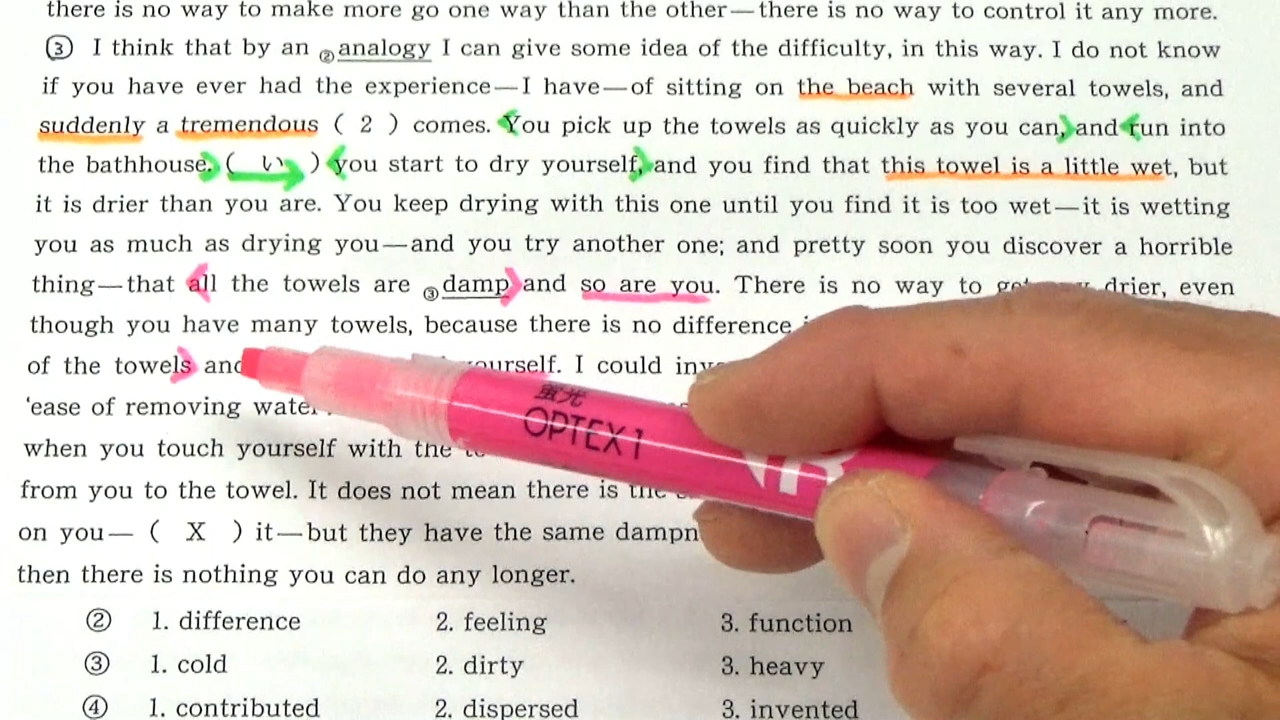 there is no way to make more go one way than the other—there is no way to control it any more.
③ I think that by an ②analogy I can give some idea of the difficulty, in this way. I do not know
if you have ever had the experience—I have—of sitting on the beach with several towels, and
suddenly a tremendous ( 2 ) comes. You pick up the towels as quickly as you can, and run into
the bathhouse. ( い ) you start to dry yourself, and you find that this towel is a little wet, but
it is drier than you are. You keep drying with this one until you find it is too wet—it is wetting
you as much as drying you—and you try another one; and pretty soon you discover a horrible
thing—that all the towels are ③damp and so are you. There is no way to get drier, even
though you have many towels, because there is no difference
of the towels and yourself. I could
'ease of removing water
when you touch yourself with the
from you to the towel. It does not mean there is the
on you— ( X ) it—but they have the same
then there is nothing you can do any longer.
蛍光
OPTEX 1
② 1. difference 2. feeling 3. function
③ 1. cold 2. dirty 3. heavy
④ 1. contributed 2. dispersed 3. invented